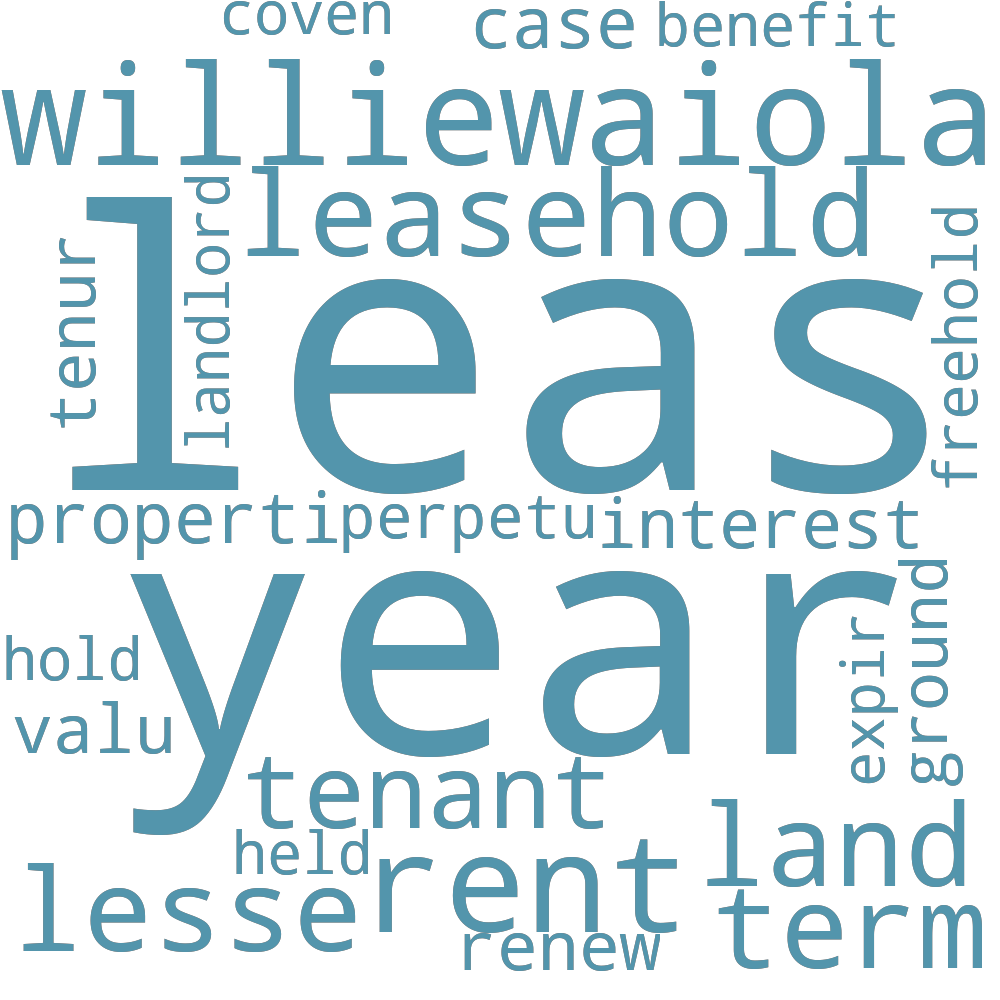 coven case benefit
williewaiola
leasehold
landlord
tenur
freehold
leas
properti perpetu interest
year
ground
expir
hold
valu
tenant
land
held
rent
lesse
term
renew